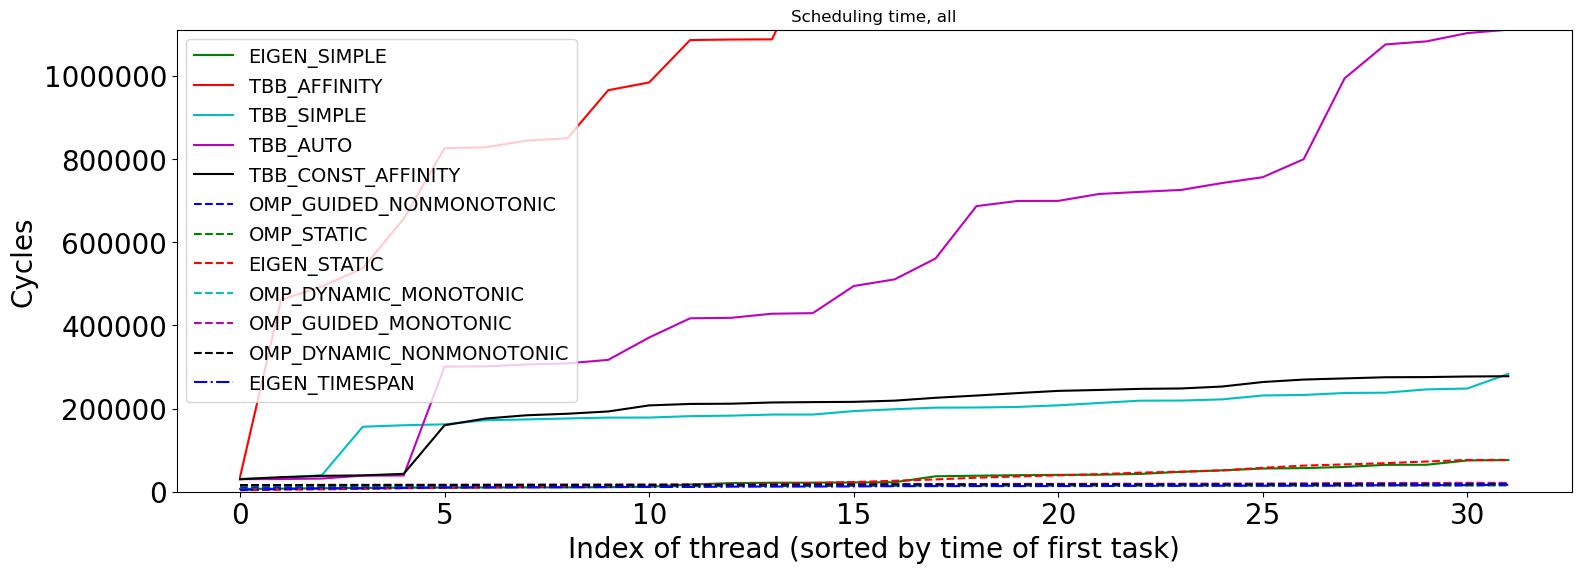 Scheduling time, all
Cycles
1000000
800000
600000
400000
200000
0
EIGEN_SIMPLE
TBB_AFFINITY
TBB_SIMPLE
TBB_AUTO
TBB_CONST_AFFINITY
OMP_GUIDED_NONMONOTONIC
OMP_STATIC
EIGEN_STATIC
OMP_DYNAMIC_MONOTONIC
OMP_GUIDED_MONOTONIC
OMP_DYNAMIC_NONMONOTONIC
EIGEN_TIMESPAN
0 5 10 15 20 25 30
Index of thread (sorted by time of first task)